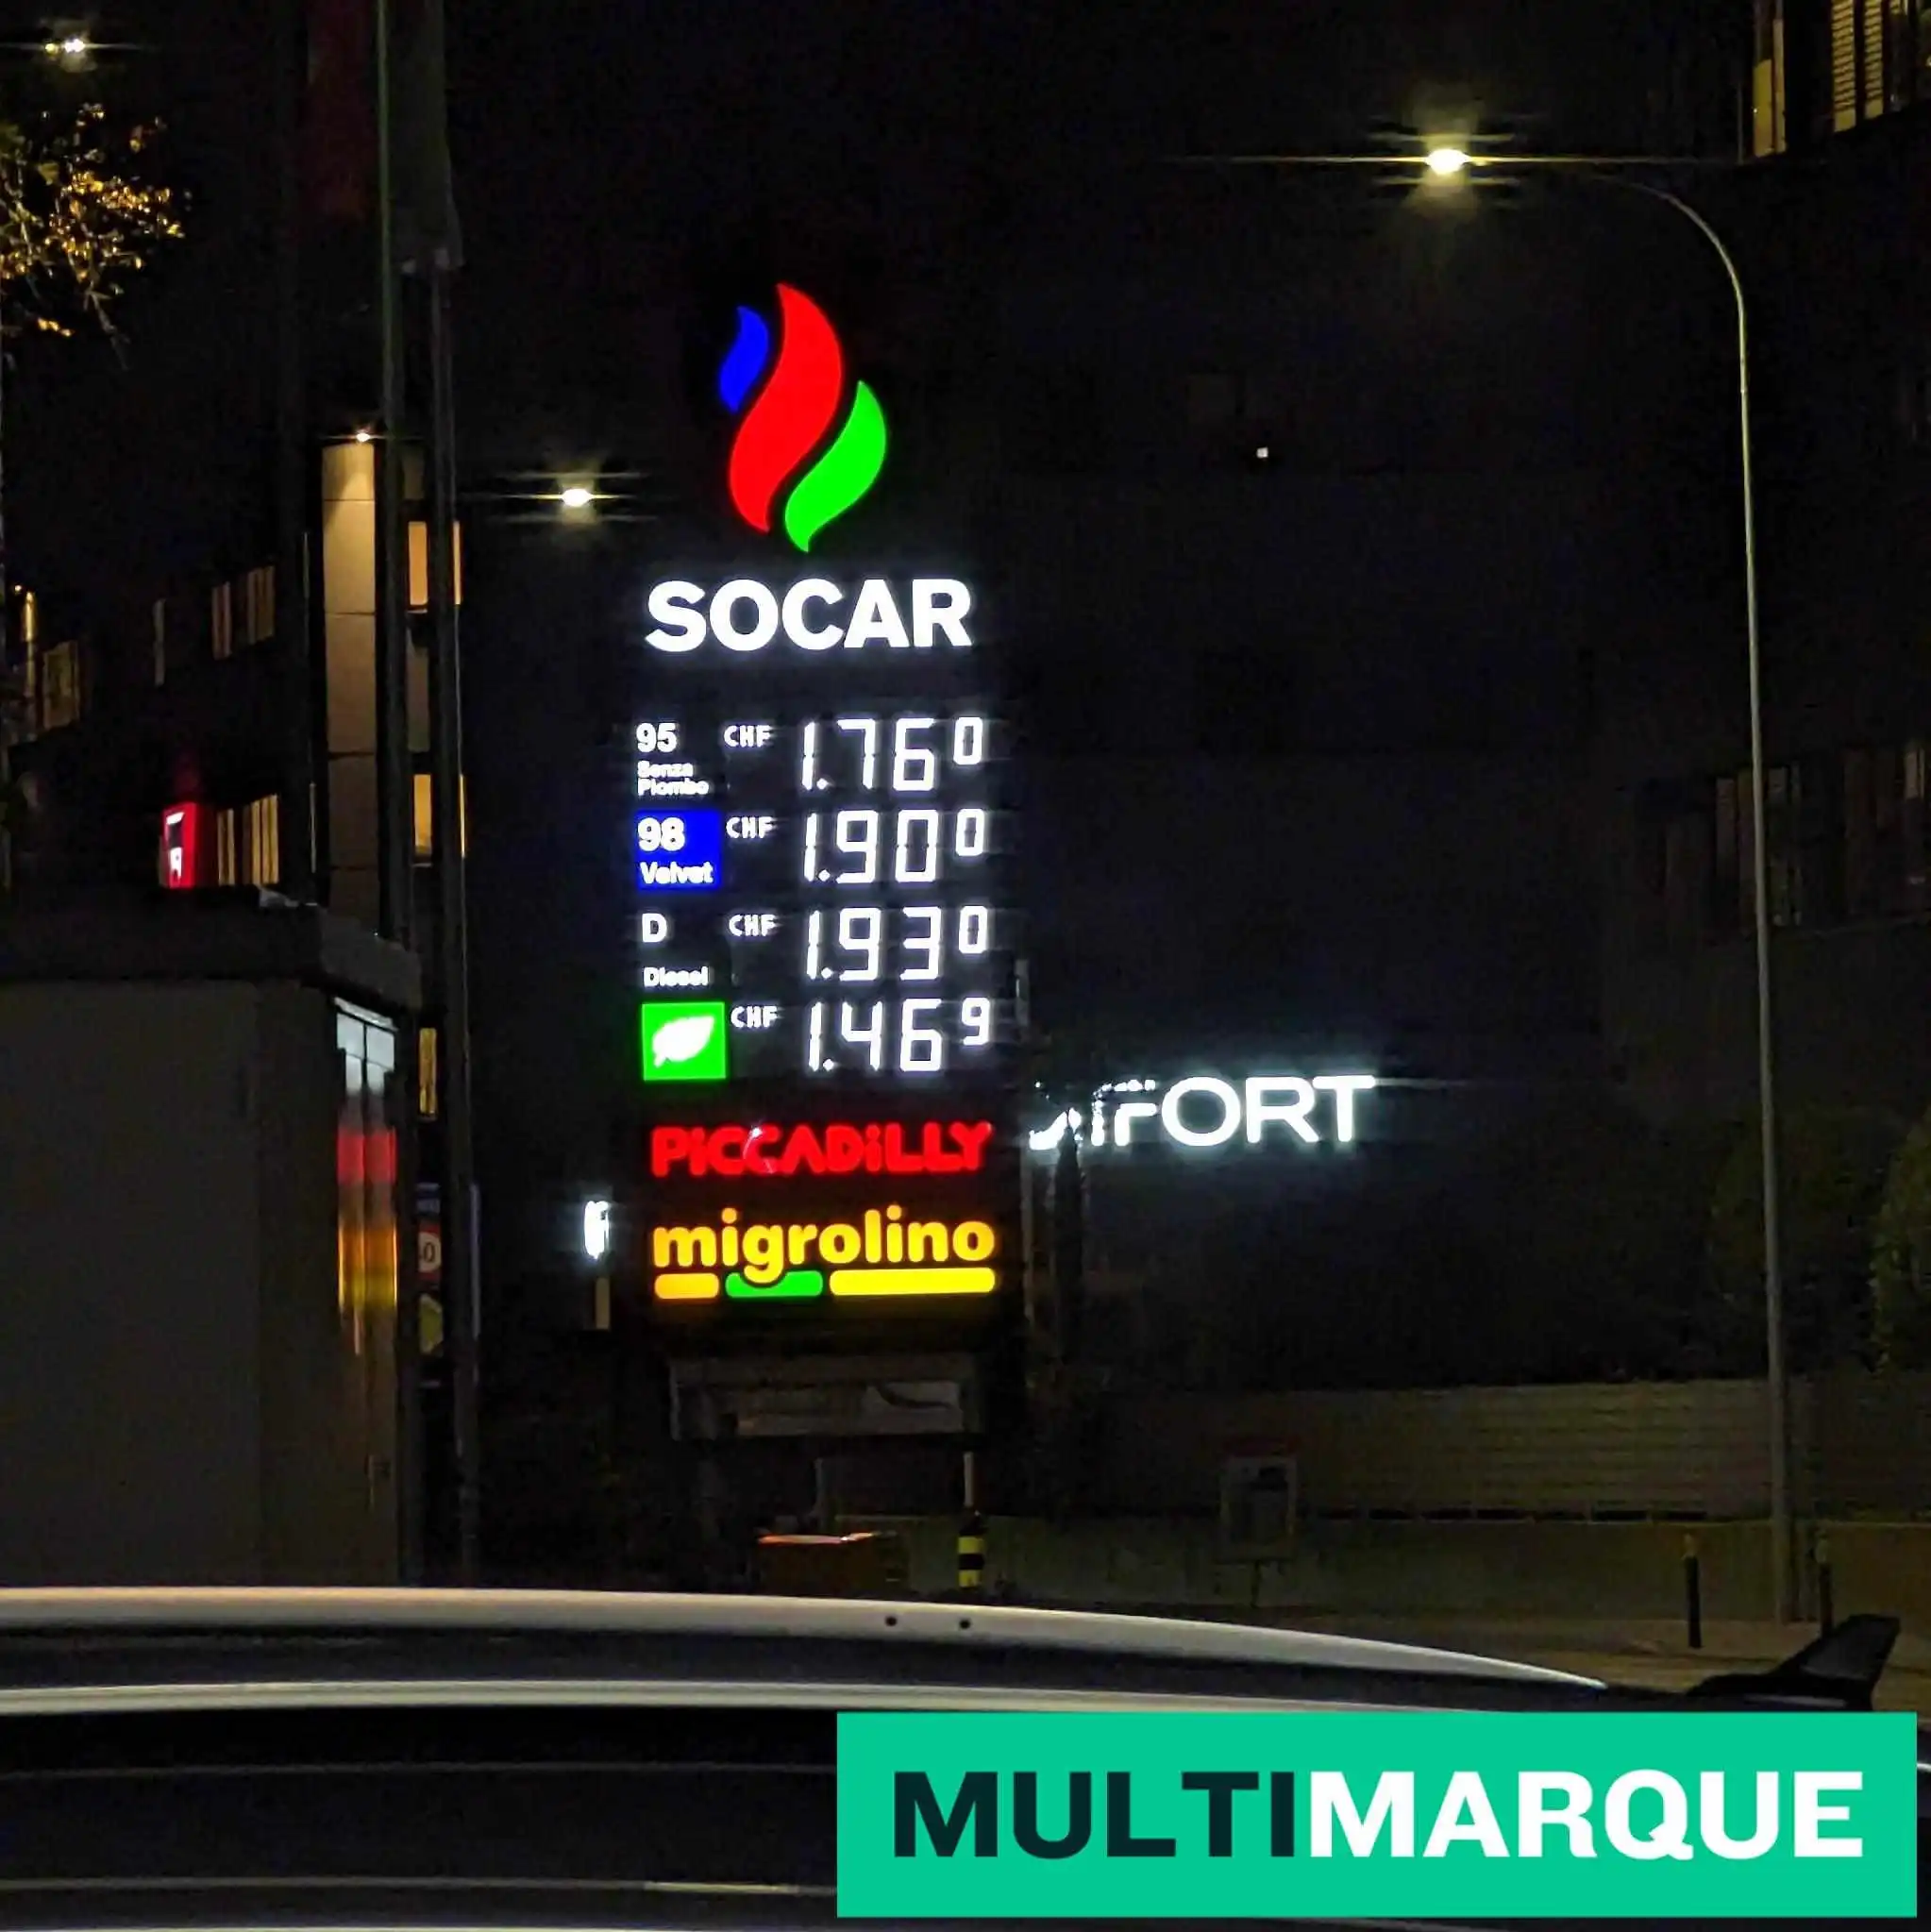 SOCAR
95 CHF 1.76⁰
Senza
Piombo
98 CHF 1.90⁰
Velvet
D CHF 1.93⁰
Diesel
CHF 1.46⁹
PiCCADiLLY
migrolino
FORT
MULTIMARQUE